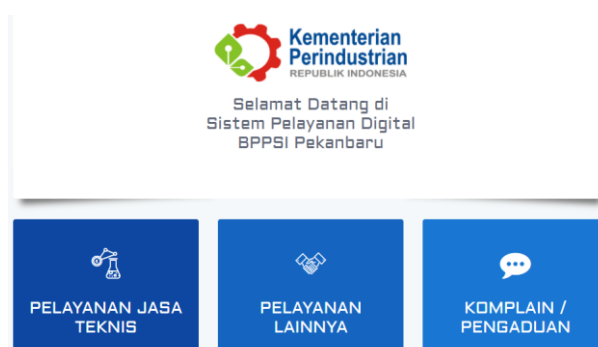 Kementerian
Perindustrian
REPUBLIK INDONESIA
Selamat Datang di
Sistem Pelayanan Digital
BPPSI Pekanbaru
PELAYANAN JASA
TEKNIS
PELAYANAN
LAINNYA
KOMPLAIN /
PENGADUAN